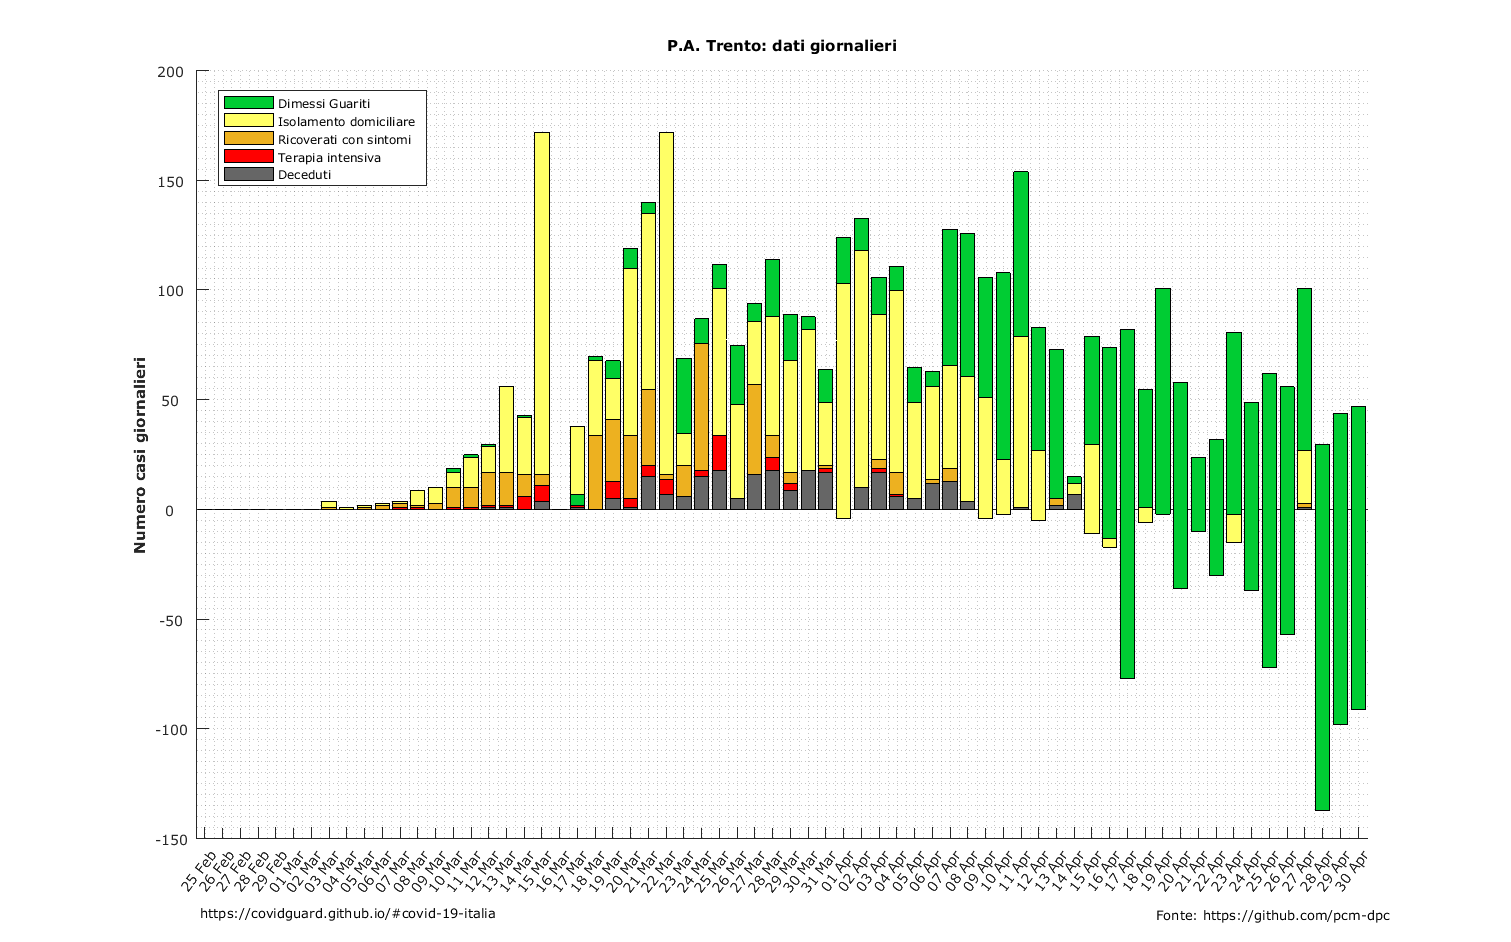 P.A. Trento: dati giornalieri
200
150
100
50
0
-50
-100
-150
Numero casi giornalieri
Dimessi Guariti
Isolamento domiciliare
Ricoverati con sintomi
Terapia intensiva
Deceduti
25 Feb
26 Feb
27 Feb
28 Feb
29 Feb
01 Mar
02 Mar
03 Mar
04 Mar
05 Mar
06 Mar
07 Mar
08 Mar
09 Mar
10 Mar
11 Mar
12 Mar
13 Mar
14 Mar
15 Mar
16 Mar
17 Mar
18 Mar
19 Mar
20 Mar
21 Mar
22 Mar
23 Mar
24 Mar
25 Mar
26 Mar
27 Mar
28 Mar
29 Mar
30 Mar
31 Mar
01 Apr
02 Apr
03 Apr
04 Apr
05 Apr
06 Apr
07 Apr
08 Apr
09 Apr
10 Apr
11 Apr
12 Apr
13 Apr
14 Apr
15 Apr
16 Apr
17 Apr
18 Apr
19 Apr
20 Apr
21 Apr
22 Apr
23 Apr
24 Apr
25 Apr
26 Apr
27 Apr
28 Apr
29 Apr
30 Apr
https://covidguard.github.io/#covid-19-italia
Fonte: https://github.com/pcm-dpc